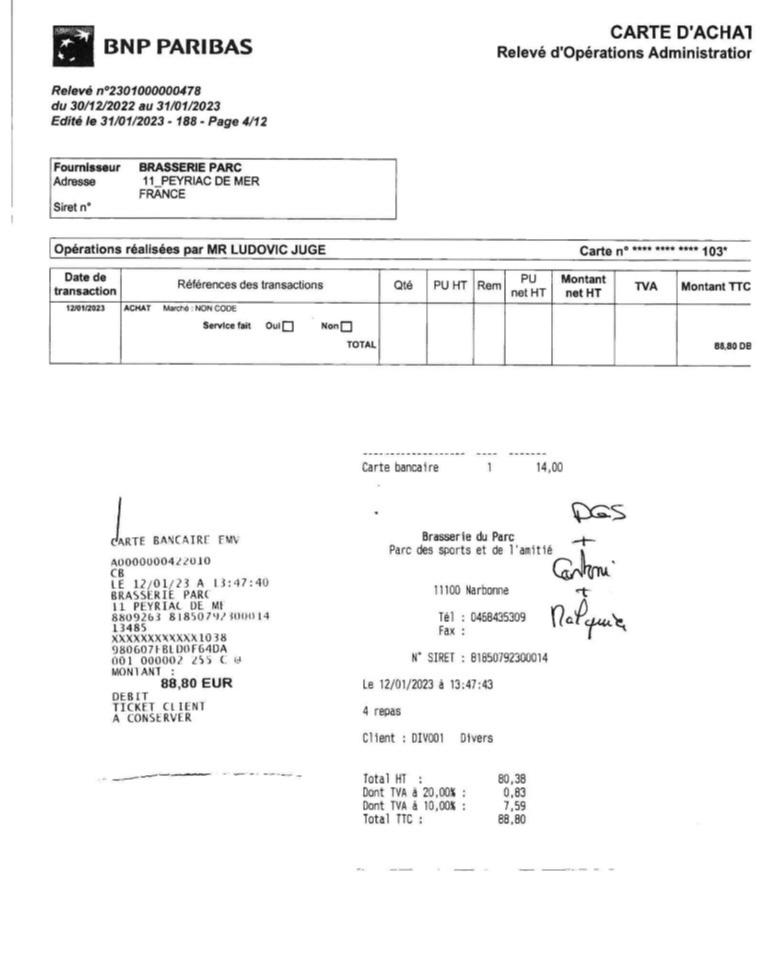 BNP PARIBAS
CARTE D'ACHAT
Relevé d'Opérations Administration
Relevé n°2301000000478
du 30/12/2022 au 31/01/2023
Edité le 31/01/2023 - 188 - Page 4/12
Fournisseur BRASSERIE PARC
Adresse 11_PEYRIAC DE MER
FRANCE
Siret n°
Opérations réalisées par MR LUDOVIC JUGE Carte n° **** **** **** 103*
Date de transaction Références des transactions Qté PU HT Rem PU net HT Montant net HT TVA Montant TTC
12/01/2023 ACHAT Marché : NON CODE
Service fait Oui Non
TOTAL 88,80 DB
Carte bancaire 1 14,00
DGS
+
Brasserie du Parc
Parc des sports et de l'amitié
11100 Narbonne
+
Tél : 0468435309
Fax :
N° SIRET : 81850792300014
Le 12/01/2023 à 13:47:43
4 repas
Client : DIV001 Divers
Total HT : 80,38
Dont TVA à 20,00% : 0,83
Dont TVA à 10,00% : 7,59
Total TTC : 88,80
CARTE BANCAIRE EMV
A0000000422010
CB
LE 12/01/23 A 13:47:40
BRASSERIE PARC
11 PEYRIAC DE ME
8809263 81850792300014
13485
XXXXXXXXXXXX1038
001 000002 255 C @
MONTANT :
88,80 EUR
DEBIT
TICKET CLIENT
A CONSERVER